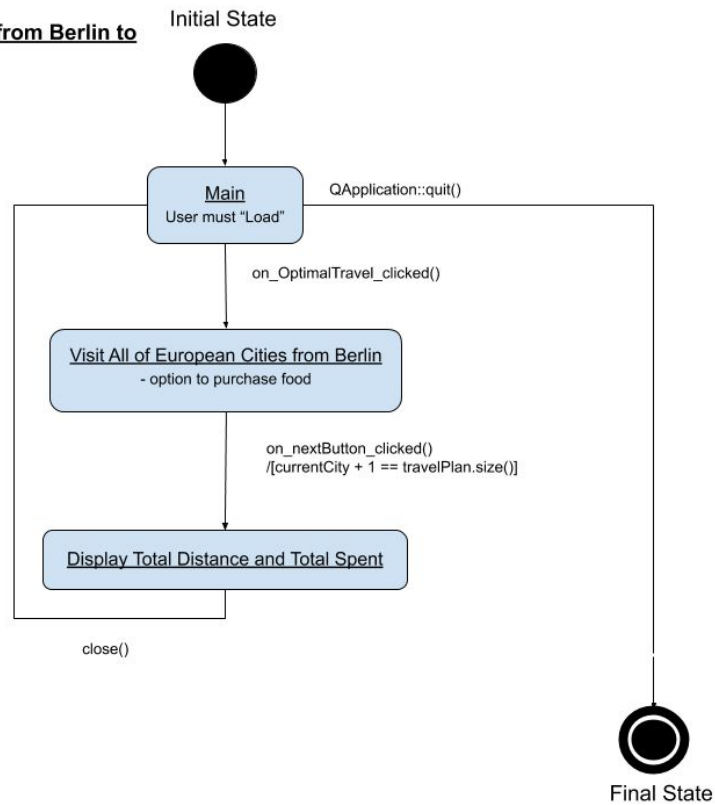 from Berlin to
Initial State
Main
User must “Load”
QApplication::quit()
on_OptimalTravel_clicked()
Visit All of European Cities from Berlin
- option to purchase food
on_nextButton_clicked()
/[currentCity + 1 == travelPlan.size()]
Display Total Distance and Total Spent
close()
Final State